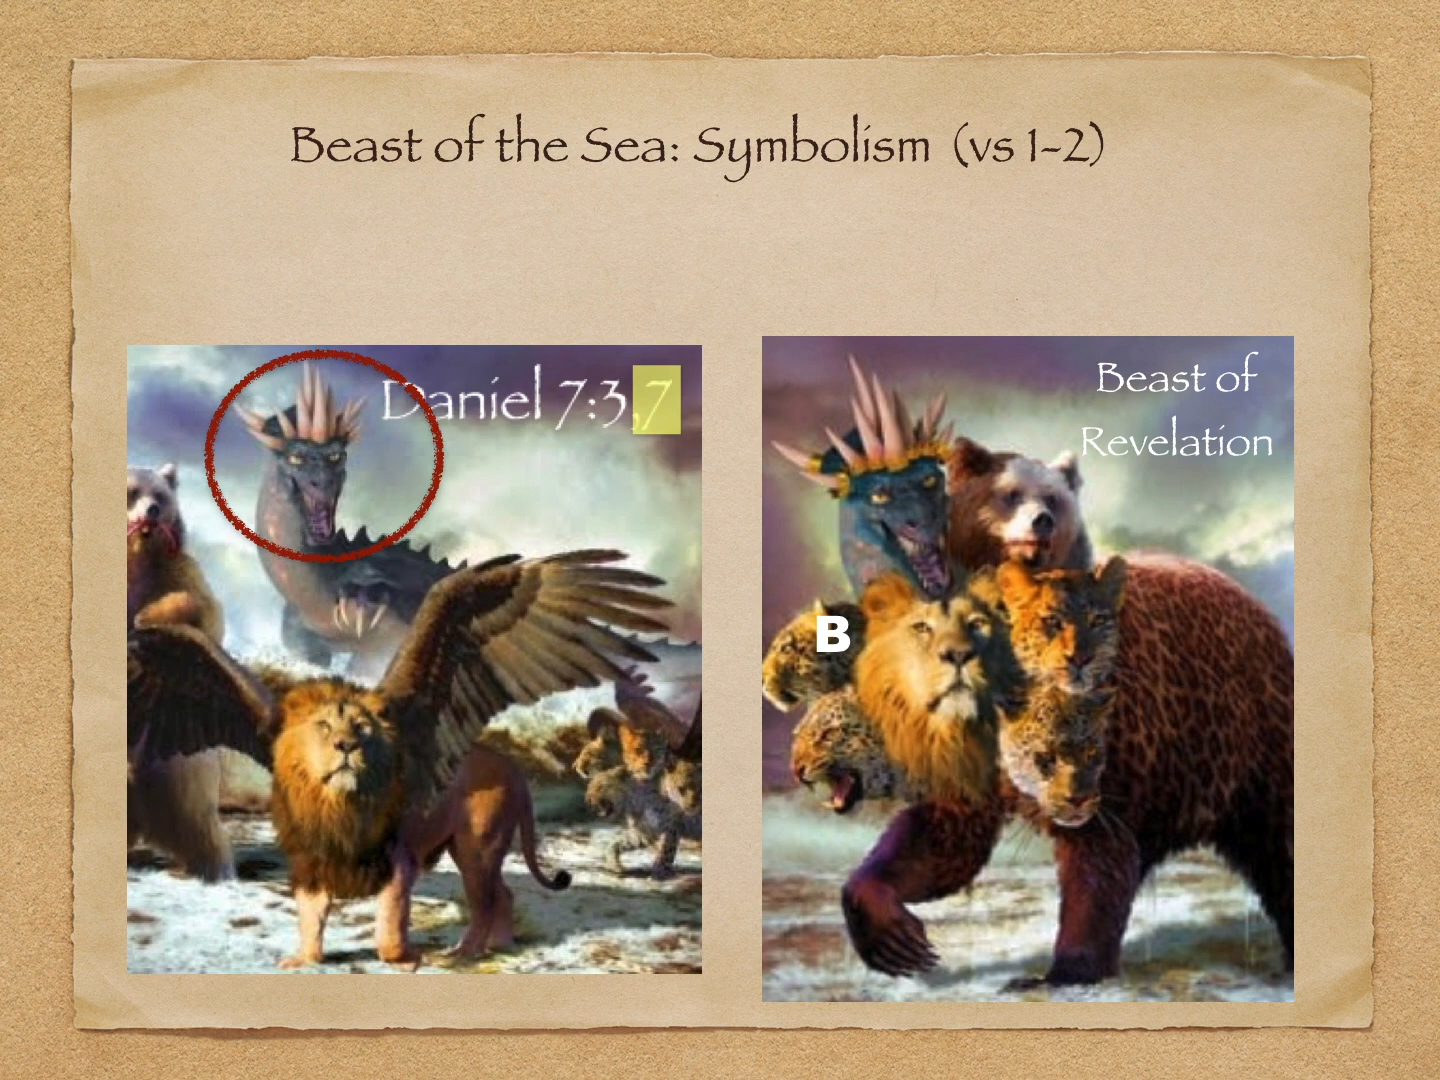 Beast of the Sea: Symbolism (vs 1-2)
Daniel 7:3,7
Beast of
Revelation
B